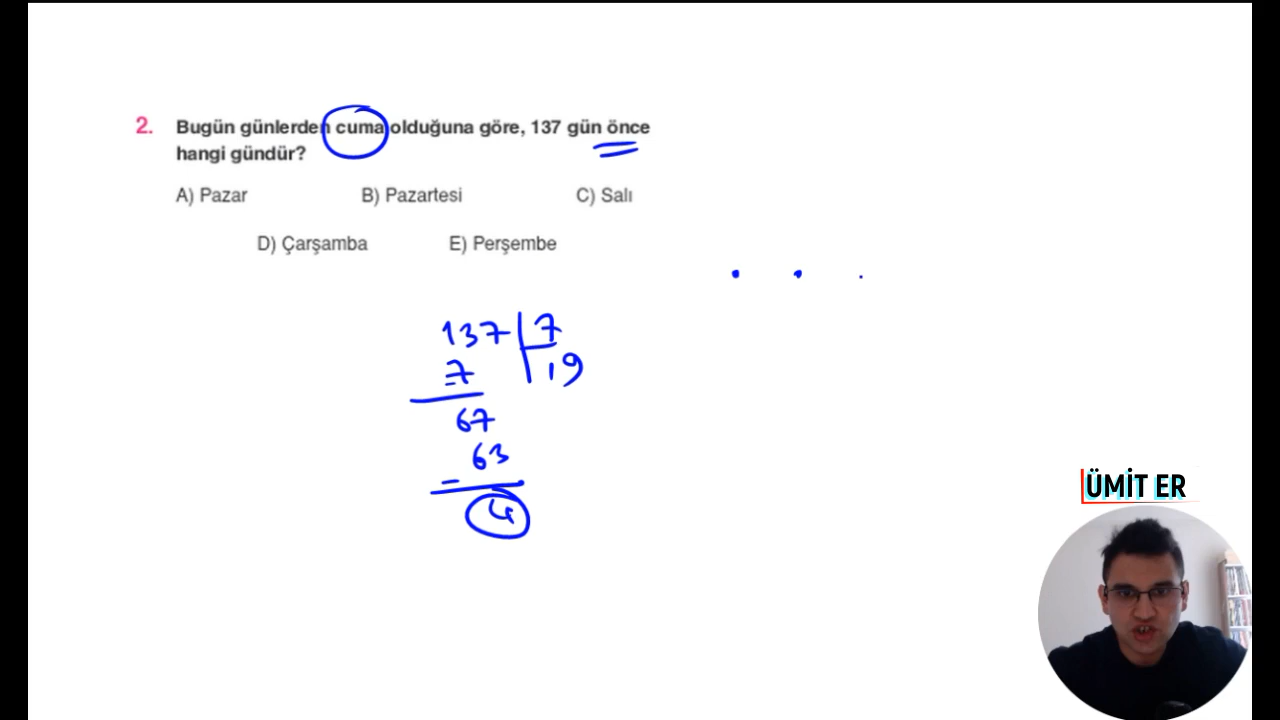 2. Bugün günlerden cuma olduğuna göre, 137 gün önce
hangi gündür?
A) Pazar B) Pazartesi C) Salı
D) Çarşamba E) Perşembe
137 7
7 19
67
63
4
ÜMİT ER